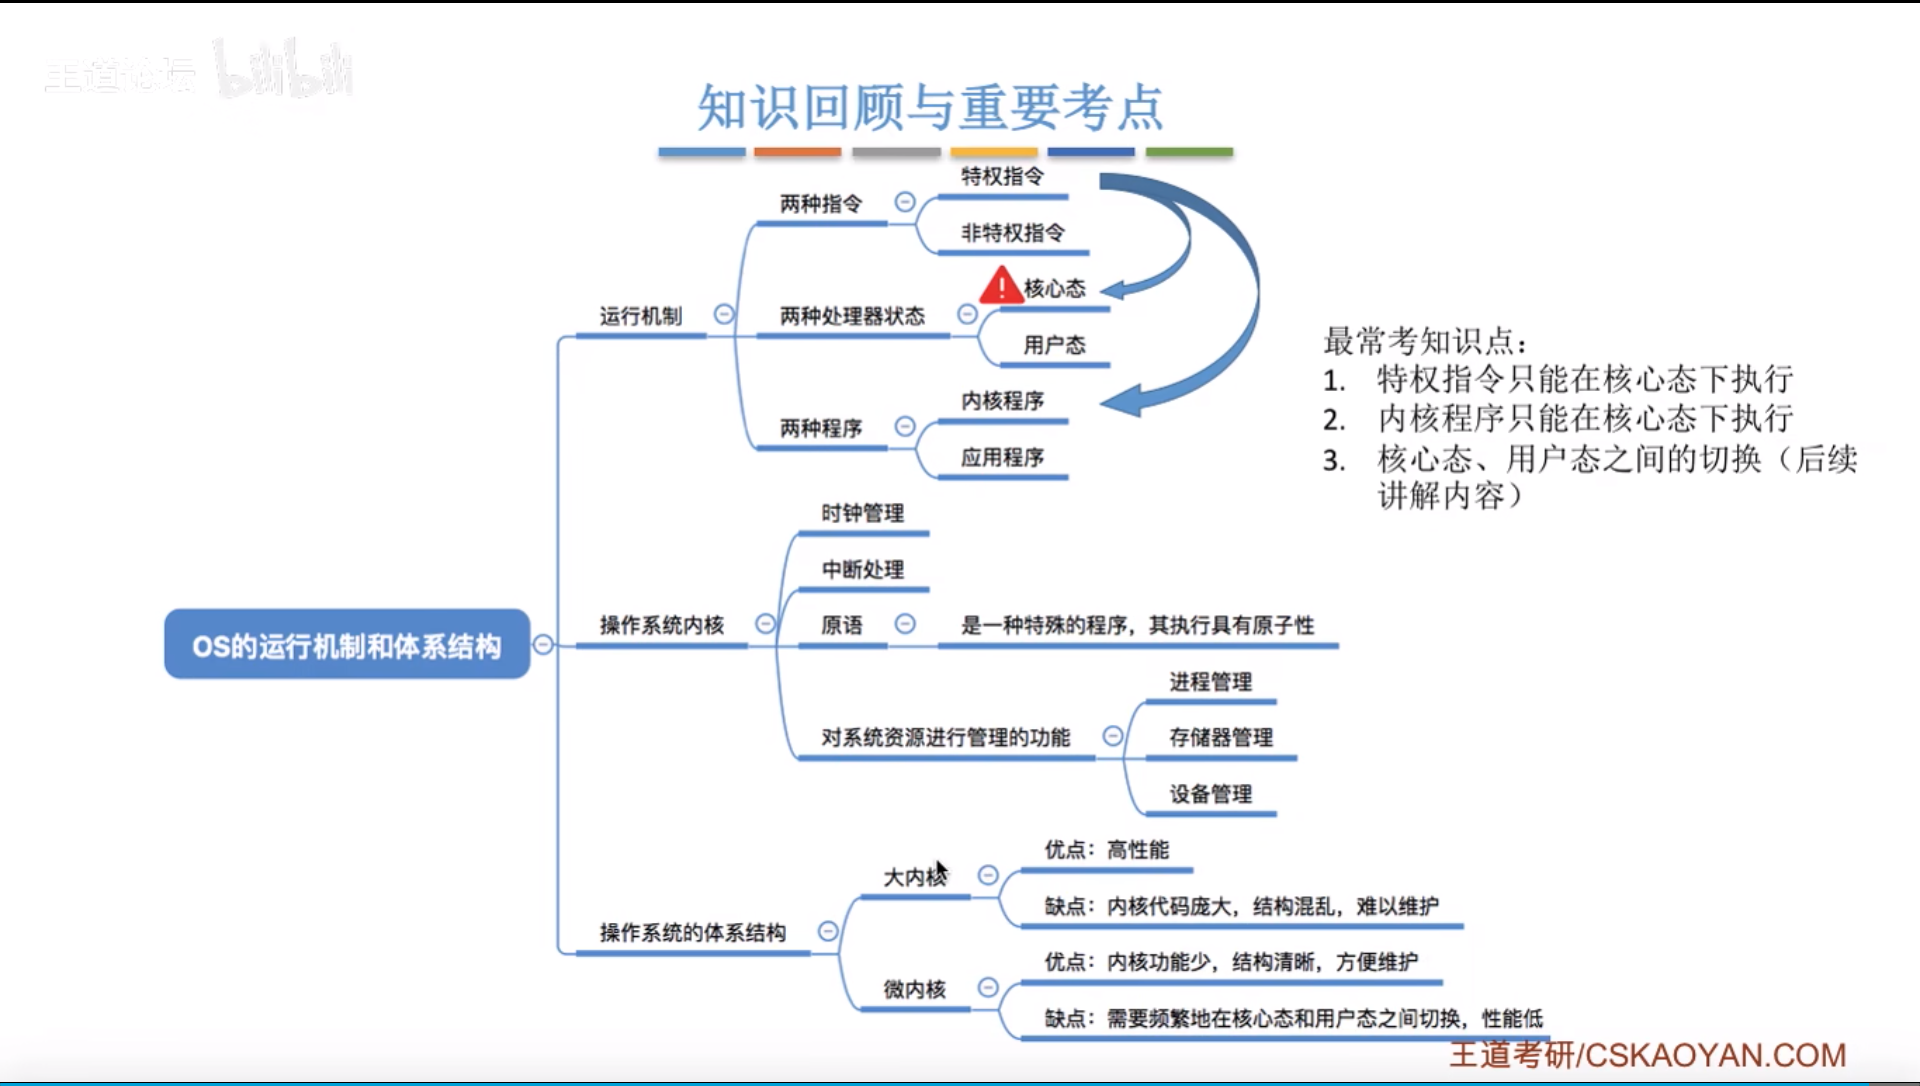 王道论坛 bilibili
知识回顾与重要考点
特权指令
两种指令
非特权指令
核心态
运行机制
两种处理器状态
用户态
内核程序
两种程序
应用程序
最常考知识点：
1. 特权指令只能在核心态下执行
2. 内核程序只能在核心态下执行
3. 核心态、用户态之间的切换（后续
讲解内容）
时钟管理
中断处理
操作系统内核
原语
是一种特殊的程序，其执行具有原子性
OS的运行机制和体系结构
进程管理
对系统资源进行管理的功能
存储器管理
设备管理
优点：高性能
大内核
缺点：内核代码庞大，结构混乱，难以维护
操作系统的体系结构
优点：内核功能少，结构清晰，方便维护
微内核
缺点：需要频繁地在核心态和用户态之间切换，性能低
王道考研/CSKAOYAN.COM